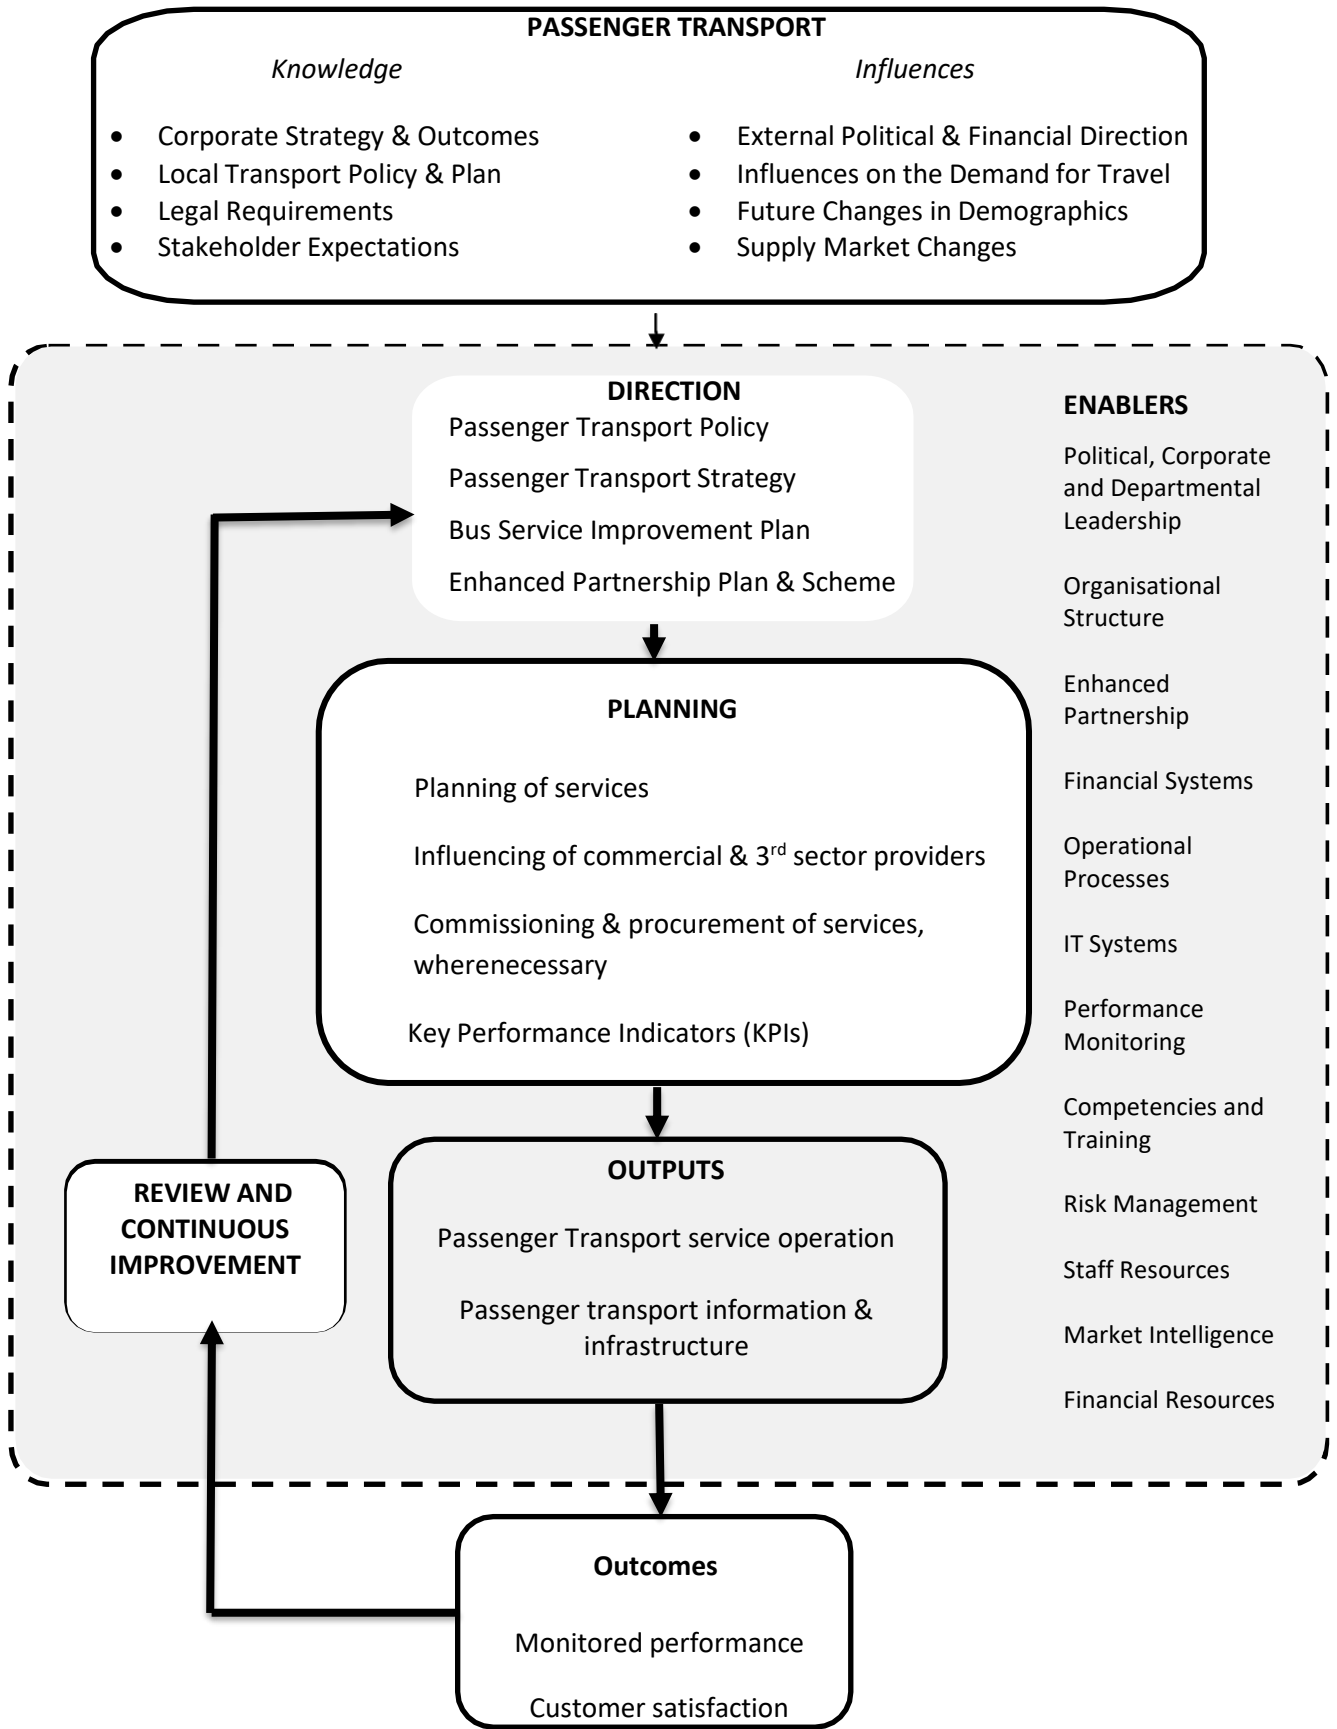 PASSENGER TRANSPORT
Knowledge
• Corporate Strategy & Outcomes
• Local Transport Policy & Plan
• Legal Requirements
• Stakeholder Expectations
Influences
• External Political & Financial Direction
• Influences on the Demand for Travel
• Future Changes in Demographics
• Supply Market Changes
DIRECTION
Passenger Transport Policy
Passenger Transport Strategy
Bus Service Improvement Plan
Enhanced Partnership Plan & Scheme
PLANNING
Planning of services
Influencing of commercial & 3rd sector providers
Commissioning & procurement of services,
wherenecessary
Key Performance Indicators (KPIs)
OUTPUTS
Passenger Transport service operation
Passenger transport information &
infrastructure
REVIEW AND
CONTINUOUS
IMPROVEMENT
Outcomes
Monitored performance
Customer satisfaction
ENABLERS
Political, Corporate
and Departmental
Leadership
Organisational
Structure
Enhanced
Partnership
Financial Systems
Operational
Processes
IT Systems
Performance
Monitoring
Competencies and
Training
Risk Management
Staff Resources
Market Intelligence
Financial Resources